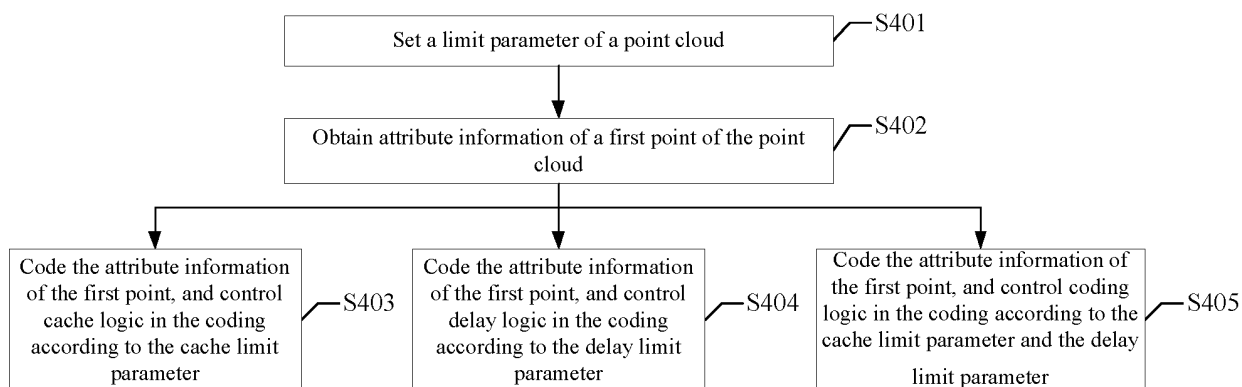 Set a limit parameter of a point cloud
S401
Obtain attribute information of a first point of the point
cloud
S402
Code the attribute information
of the first point, and control
cache logic in the coding
according to the cache limit
parameter
S403
Code the attribute information
of the first point, and control
delay logic in the coding
according to the delay limit
parameter
S404
Code the attribute information of
the first point, and control coding
logic in the coding according to the
cache limit parameter and the delay
limit parameter
S405